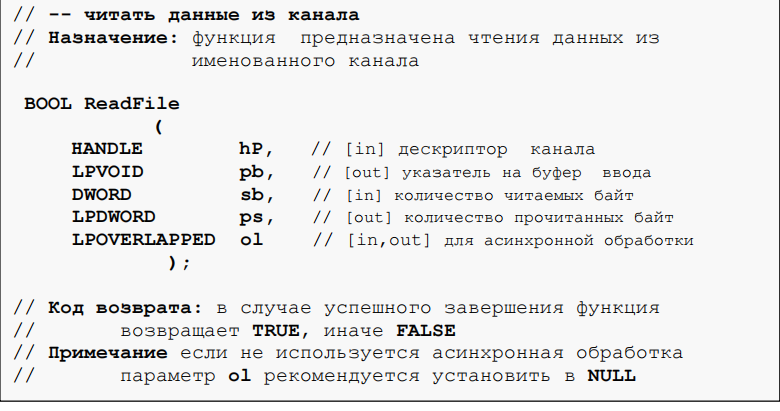 // -- читать данные из канала
// Назначение: функция предназначена чтения данных из
// именованного канала
BOOL ReadFile
(
HANDLE hP, // [in] дескриптор канала
LPVOID pb, // [out] указатель на буфер ввода
DWORD sb, // [in] количество читаемых байт
LPDWORD ps, // [out] количество прочитанных байт
LPOVERLAPPED ol // [in,out] для асинхронной обработки
);
// Код возврата: в случае успешного завершения функция
// возвращает TRUE, иначе FALSE
// Примечание если не используется асинхронная обработка
// параметр ol рекомендуется установить в NULL